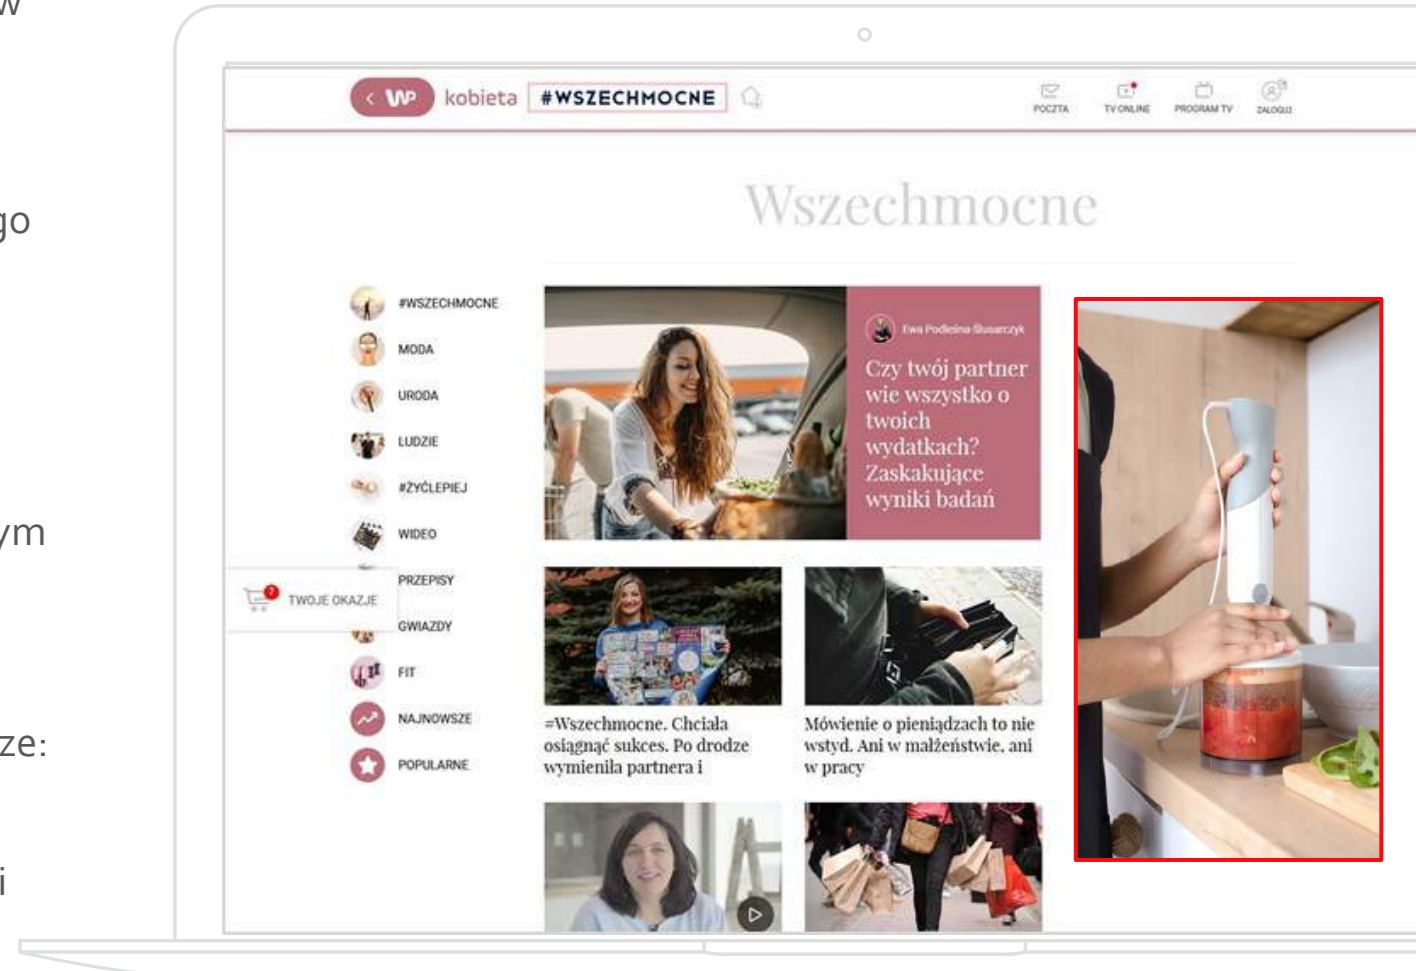 w
go
ym
ze:
i
< WP kobieta #WSZECHMOCNE
POCZTA TV ONLINE PROGRAM TV ZALOGUJ
Wszechmocne
#WSZECHMOCNE
MODA
URODA
LUDZIE
#ŻYĆLEPIEJ
WIDEO
PRZEPISY
GWIAZDY
FIT
NAJNOWSZE
POPULARNE
7 TWOJE OKAZJE
Ewa Podleśna-Ślusarczyk
Czy twój partner
wie wszystko o
twoich
wydatkach?
Zaskakujące
wyniki badań
#Wszechmocne. Chciała
osiągnąć sukces. Po drodze
wymieniła partnera i
Mówienie o pieniądzach to nie
wstyd. Ani w małżeństwie, ani
w pracy